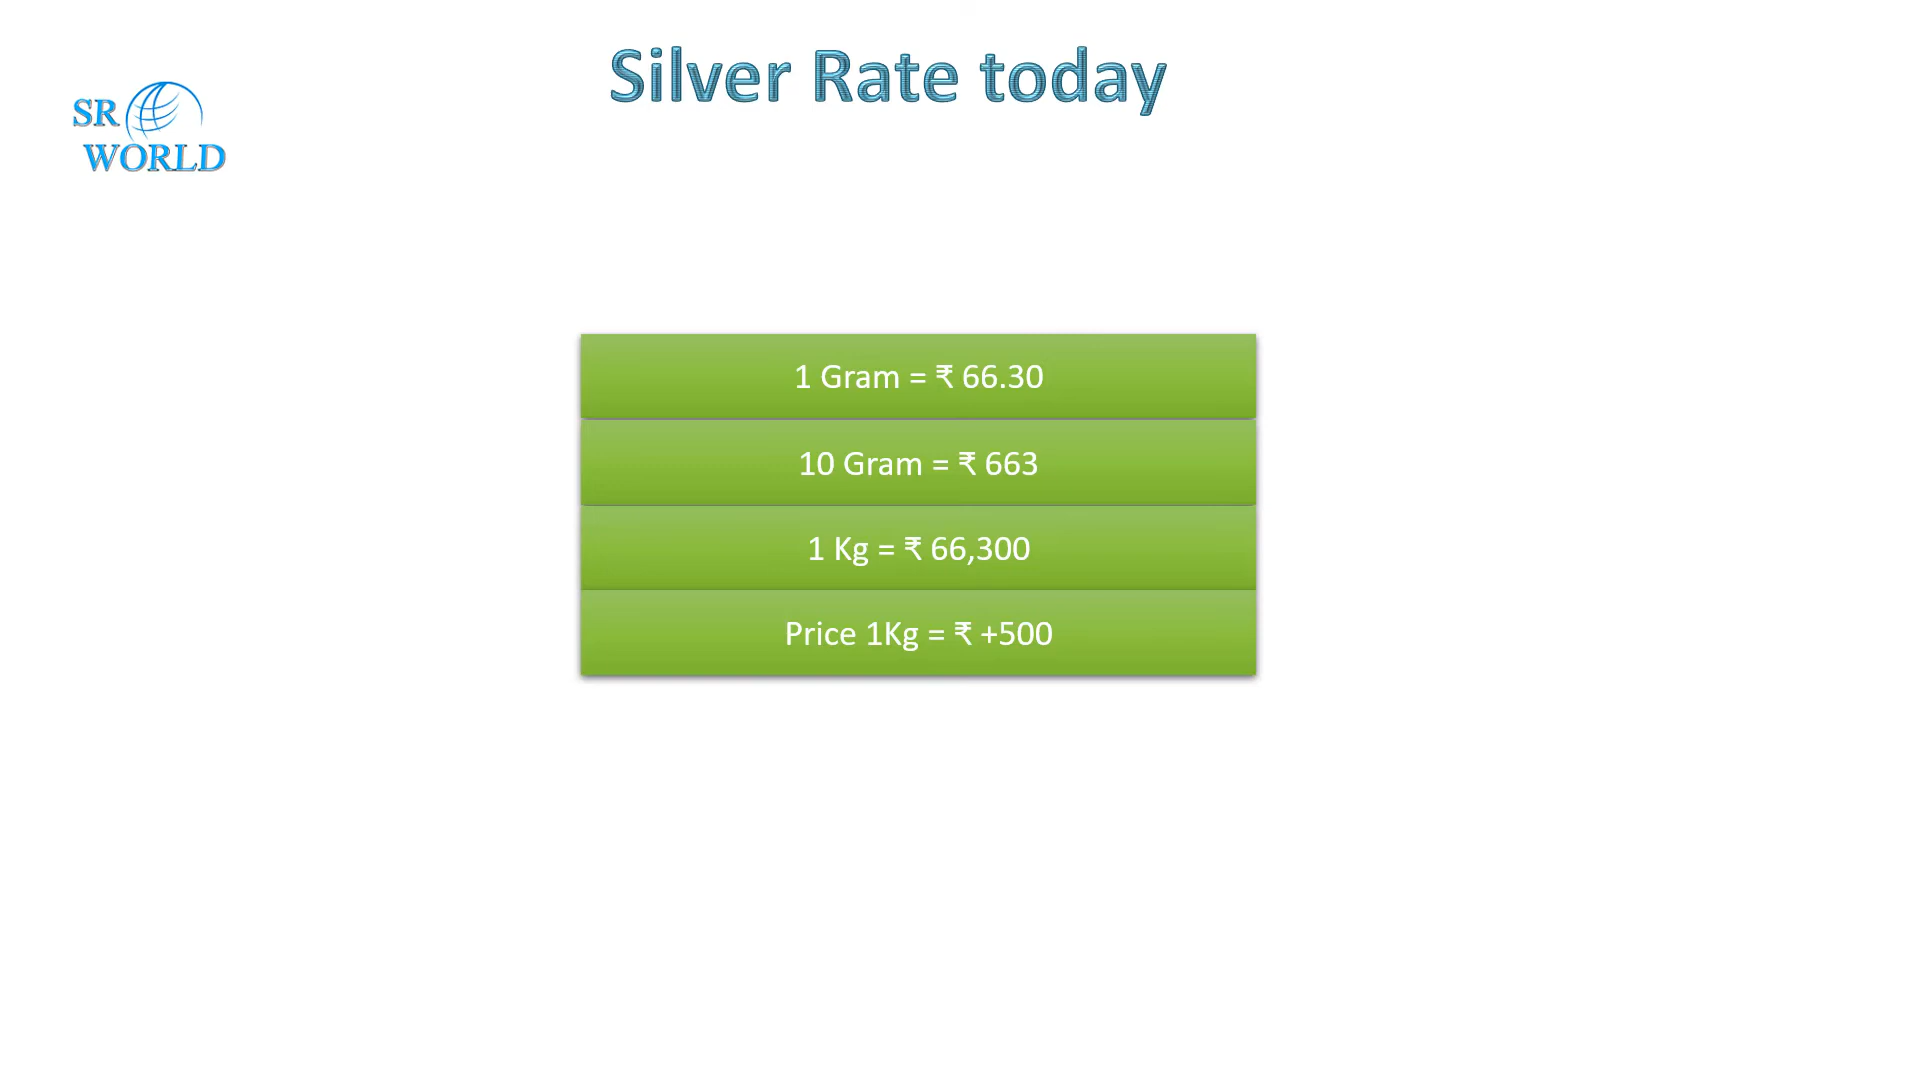 Silver Rate today
SR
WORLD
1 Gram = ₹ 66.30
10 Gram = ₹ 663
1 Kg = ₹ 66,300
Price 1Kg = ₹ +500